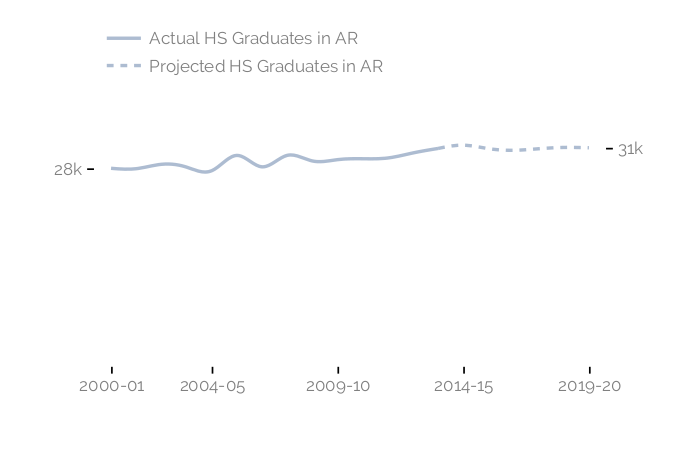 Actual HS Graduates in AR
Projected HS Graduates in AR
31k
28k
2000-01 2004-05 2009-10 2014-15 2019-20